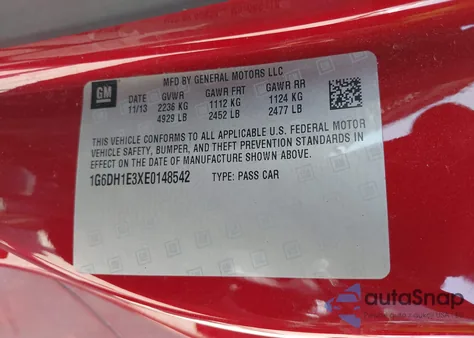 MFD BY GENERAL MOTORS LLC
GM DATE GVWR GAWR FRT GAWR RR
11/13 2236 KG 1112 KG 1124 KG
4929 LB 2452 LB 2477 LB
THIS VEHICLE CONFORMS TO ALL APPLICABLE U.S. FEDERAL MOTOR
VEHICLE SAFETY, BUMPER, AND THEFT PREVENTION STANDARDS IN
EFFECT ON THE DATE OF MANUFACTURE SHOWN ABOVE.
1G6DH1E3XE0148542 TYPE: PASS CAR
autoSnap